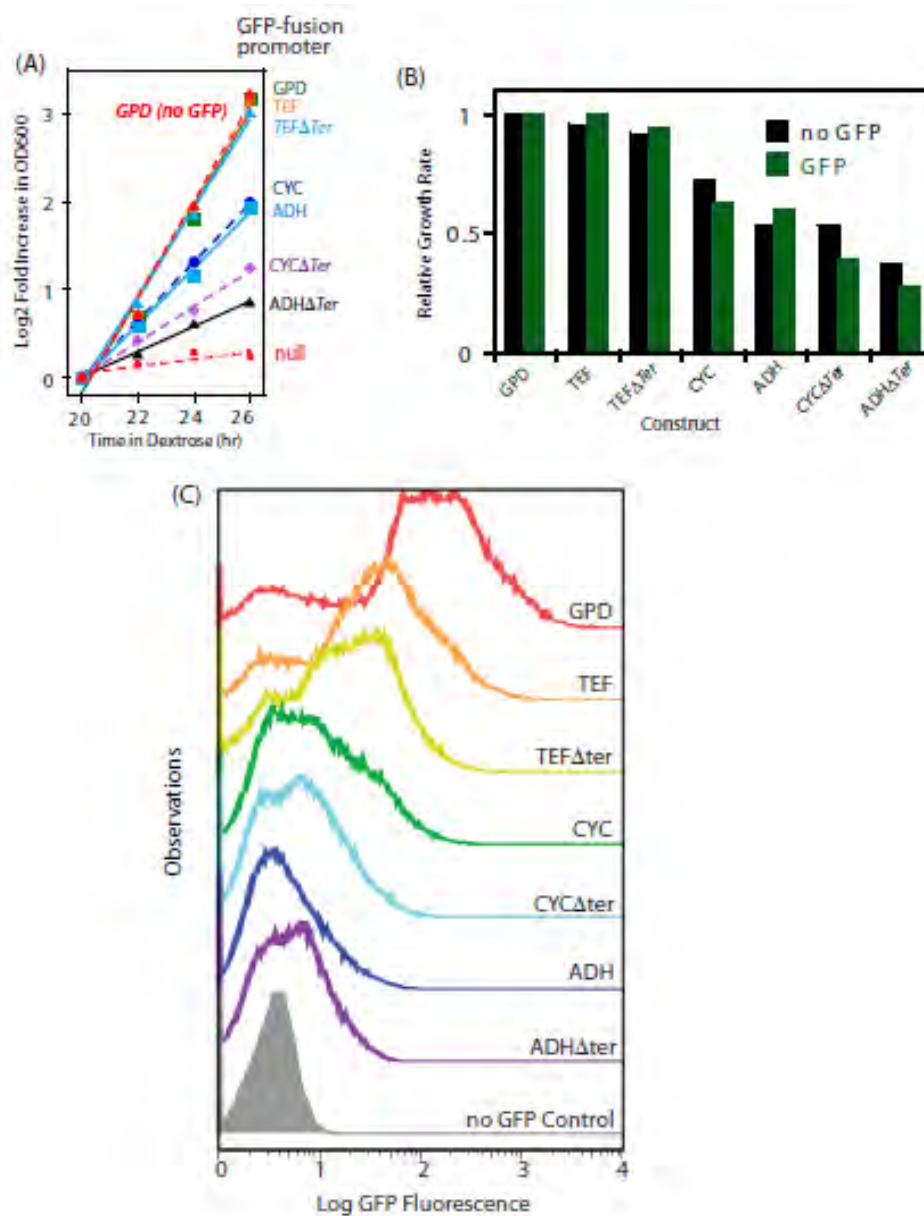 (A)
GFP-fusion
promoter
Log2 Fold Increase in OD600
3
2
1
0
GPD (no GFP)
GPD
TEF
TEFΔTer
CYC
ADH
CYCΔTer
ADHΔTer
null
20
22
24
26
Time in Dextrose (hr)
(B)
Relative Growth Rate
1
0.5
0
no GFP
GFP
GPD
TEF
TEFΔTer
CYC
ADH
CYCΔTer
ADHΔTer
Construct
(C)
Observations
GPD
TEF
TEFΔter
CYC
CYCΔter
ADH
ADHΔter
no GFP Control
0
1
2
3
4
Log GFP Fluorescence